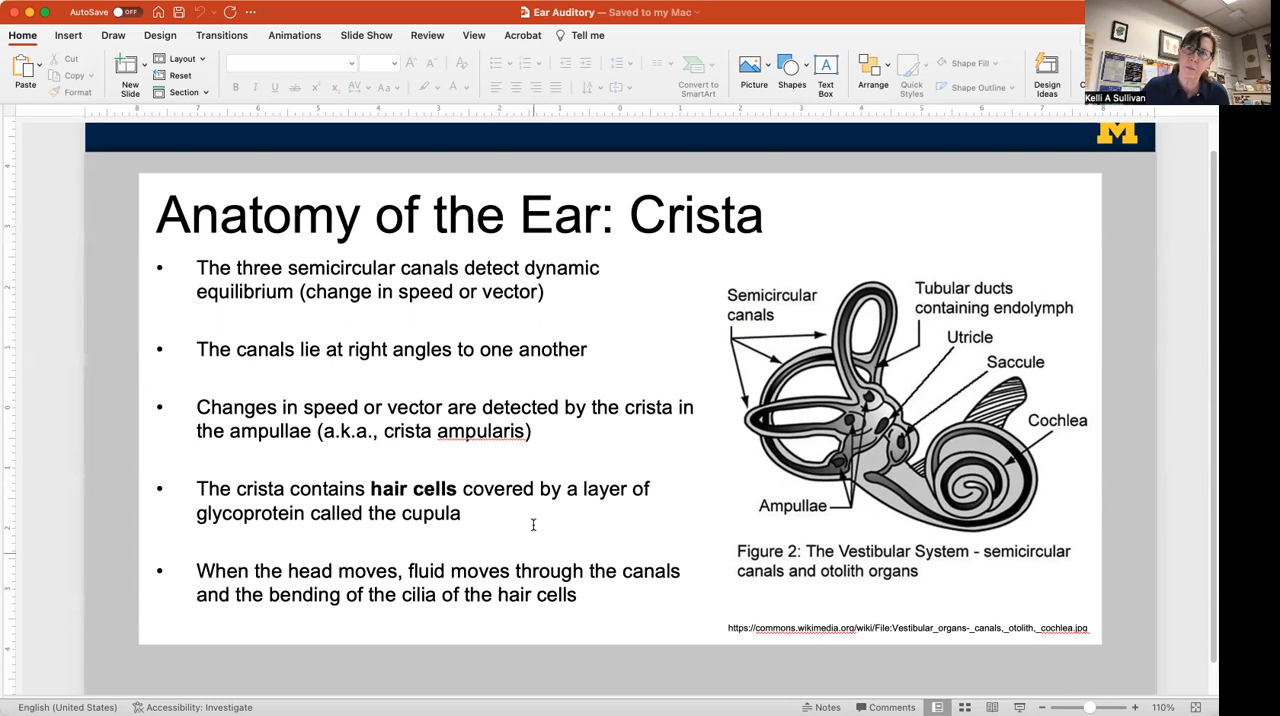 AutoSave OFF
Ear Auditory — Saved to my Mac
Home Insert Draw Design Transitions Animations Slide Show Review View Acrobat Tell me
Paste
Cut
Copy
Format
New Slide
Layout
Reset
Section
Convert to SmartArt
Picture
Shapes
Text Box
Arrange
Quick Styles
Shape Fill
Shape Outline
Design Ideas
Kelli A Sullivan
M
Anatomy of the Ear: Crista
• The three semicircular canals detect dynamic
equilibrium (change in speed or vector)
• The canals lie at right angles to one another
• Changes in speed or vector are detected by the crista in
the ampullae (a.k.a., crista ampularis)
• The crista contains hair cells covered by a layer of
glycoprotein called the cupula
• When the head moves, fluid moves through the canals
and the bending of the cilia of the hair cells
Semicircular
canals
Tubular ducts
containing endolymph
Utricle
Saccule
Cochlea
Ampullae
Figure 2: The Vestibular System - semicircular
canals and otolith organs
https://commons.wikimedia.org/wiki/File:Vestibular_organs-_canals,_otolith,_cochlea.jpg
English (United States)
Accessibility: Investigate
Notes
Comments
110%